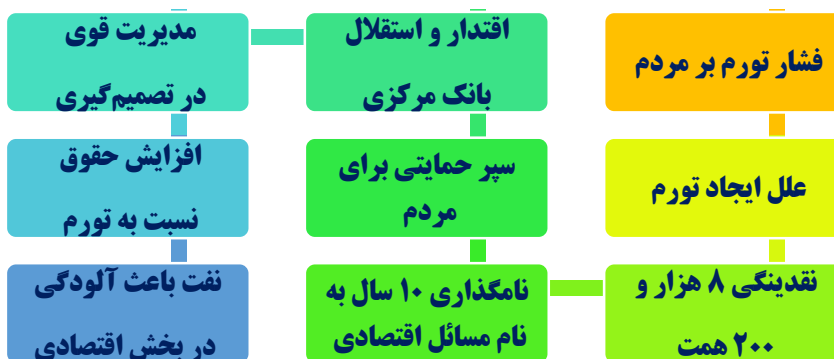 فشار تورم بر مردم
علل ایجاد تورم
نقدینگی ۸ هزار و
۲۰۰ همت
نامگذاری ۱۰ سال به
نام مسائل اقتصادی
سپر حمایتی برای
مردم
اقتدار و استقلال
بانک مرکزی
مدیریت قوی
در تصمیم‌گیری
افزایش حقوق
نسبت به تورم
نفت باعث آلودگی
در بخش اقتصادی